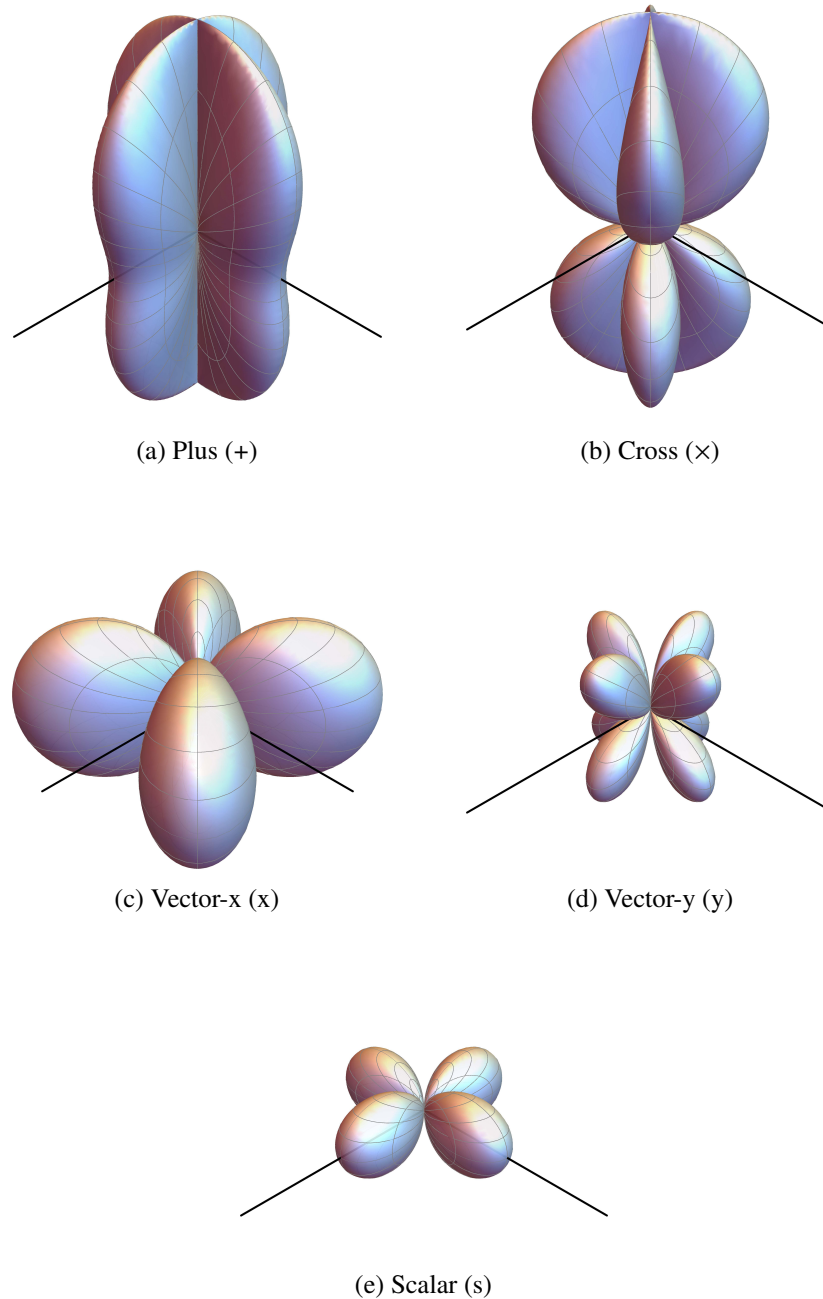 (a) Plus (+)
(b) Cross (×)
(c) Vector-x (x)
(d) Vector-y (y)
(e) Scalar (s)